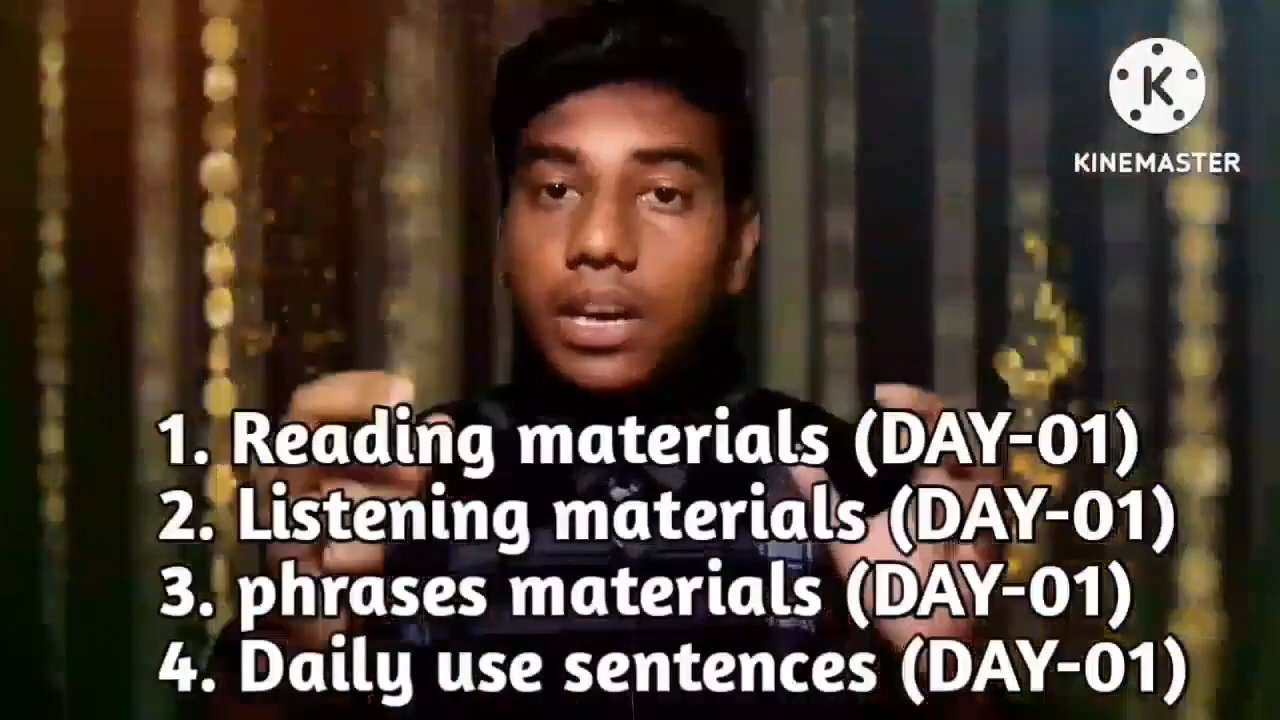 K
KINEMASTER
1. Reading materials (DAY-01)
2. Listening materials (DAY-01)
3. phrases materials (DAY-01)
4. Daily use sentences (DAY-01)